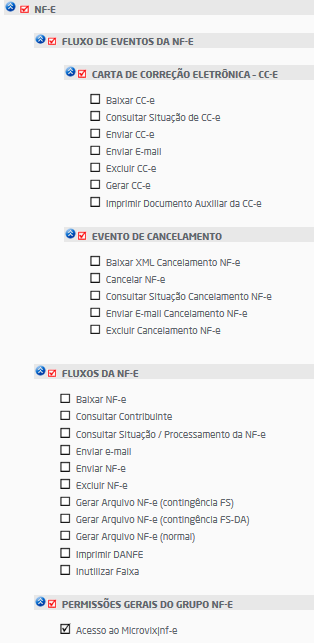 NF-E
FLUXO DE EVENTOS DA NF-E
CARTA DE CORREÇÃO ELETRÔNICA - CC-E
Baixar CC-e
Consultar Situação de CC-e
Enviar CC-e
Enviar E-mail
Excluir CC-e
Gerar CC-e
Imprimir Documento Auxiliar da CC-e
EVENTO DE CANCELAMENTO
Baixar XML Cancelamento NF-e
Cancelar NF-e
Consultar Situação Cancelamento NF-e
Enviar E-mail Cancelamento NF-e
Excluir Cancelamento NF-e
FLUXOS DA NF-E
Baixar NF-e
Consultar Contribuinte
Consultar Situação / Processamento da NF-e
Enviar e-mail
Enviar NF-e
Excluir NF-e
Gerar Arquivo NF-e (contingência FS)
Gerar Arquivo NF-e (contingência FS-DA)
Gerar Arquivo NF-e (normal)
Imprimir DANFE
Inutilizar Faixa
PERMISSÕES GERAIS DO GRUPO NF-E
Acesso ao Microvix|nf-e